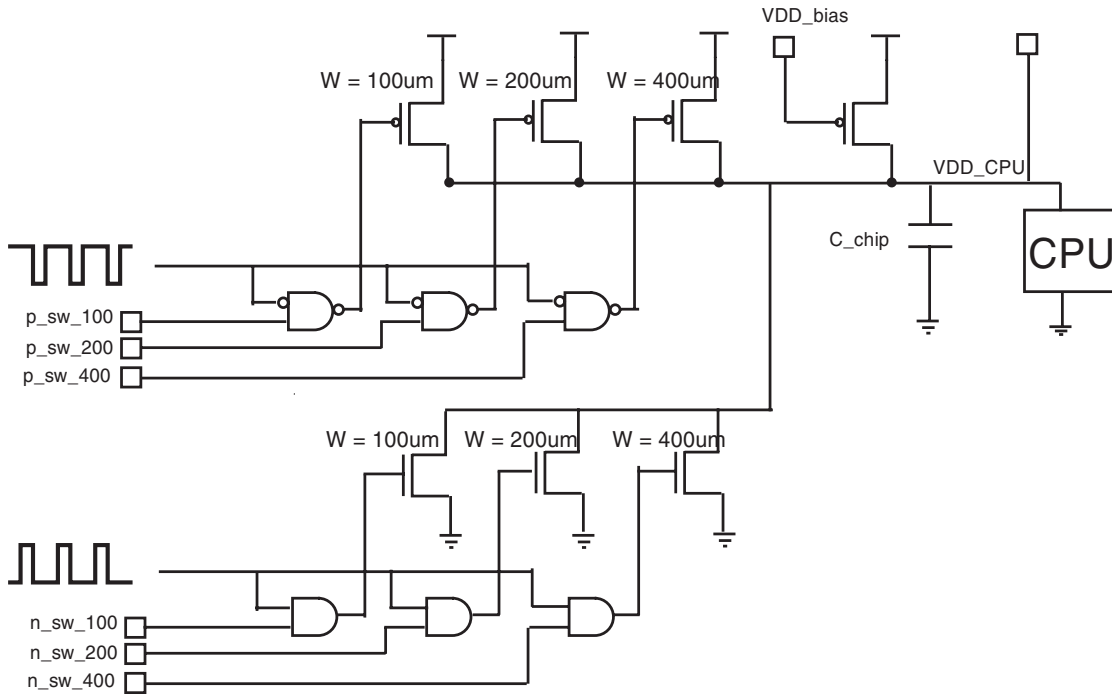 VDD_bias
W = 100um W = 200um W = 400um
VDD_CPU
C_chip
CPU
p_sw_100
p_sw_200
p_sw_400
W = 100um W = 200um W = 400um
n_sw_100
n_sw_200
n_sw_400